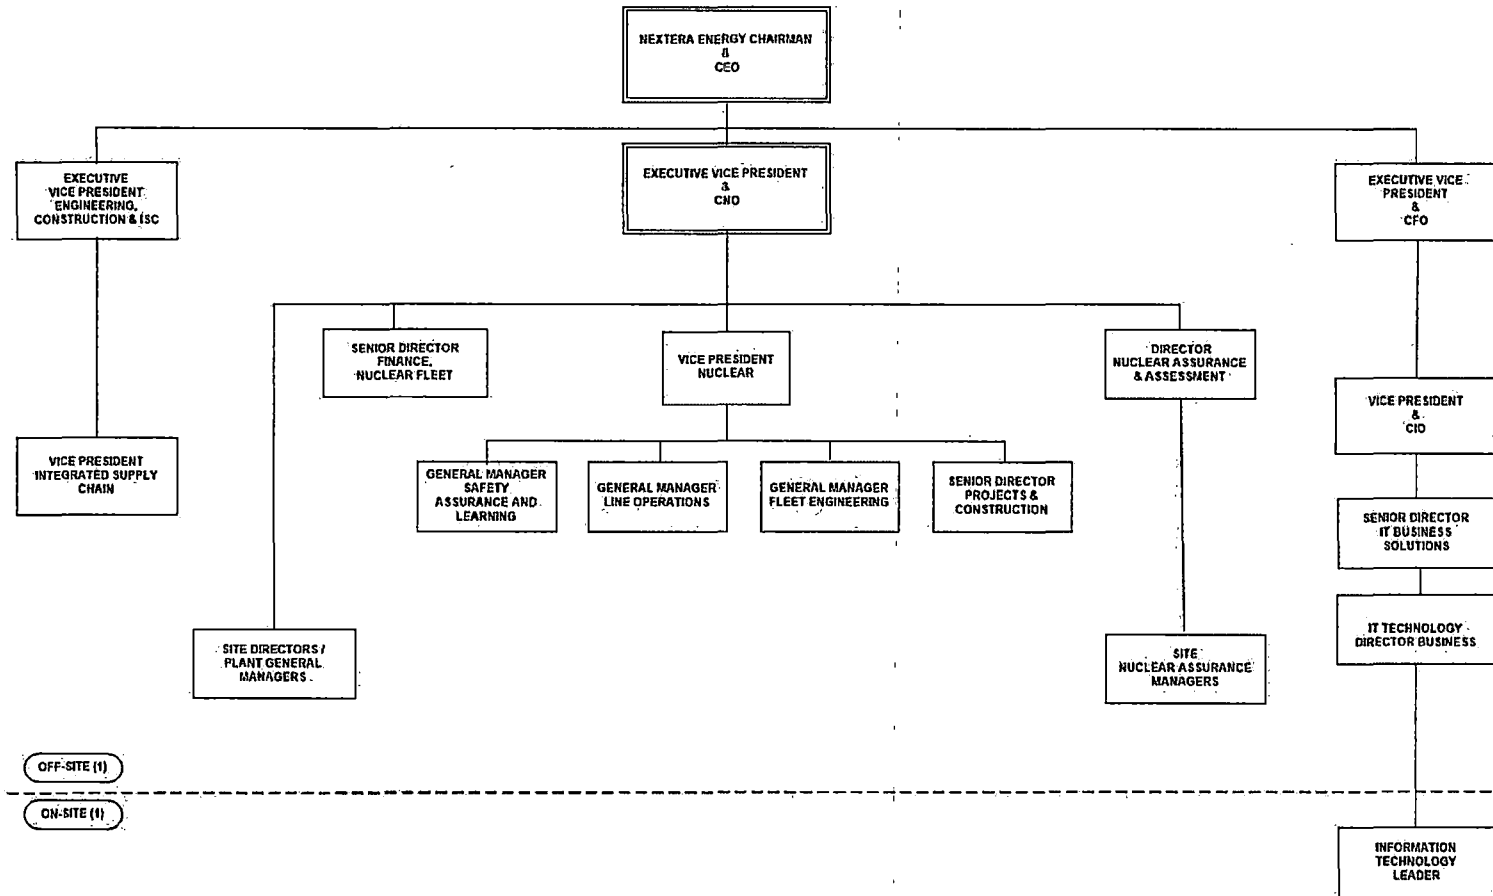 NEXTERA ENERGY CHAIRMAN
&
CEO
EXECUTIVE
VICE PRESIDENT
ENGINEERING,
CONSTRUCTION & ISC
EXECUTIVE VICE PRESIDENT
&
CNO
EXECUTIVE VICE
PRESIDENT
&
CFO
SENIOR DIRECTOR
FINANCE,
NUCLEAR FLEET
VICE PRESIDENT
NUCLEAR
DIRECTOR
NUCLEAR ASSURANCE
& ASSESSMENT
VICE PRESIDENT
&
CIO
VICE PRESIDENT
INTEGRATED SUPPLY
CHAIN
GENERAL MANAGER
SAFETY
ASSURANCE AND
LEARNING
GENERAL MANAGER
LINE OPERATIONS
GENERAL MANAGER
FLEET ENGINEERING
SENIOR DIRECTOR
PROJECTS &
CONSTRUCTION
SENIOR DIRECTOR
IT BUSINESS
SOLUTIONS
SITE DIRECTORS /
PLANT GENERAL
MANAGERS
SITE
NUCLEAR ASSURANCE
MANAGERS
IT TECHNOLOGY
DIRECTOR BUSINESS
OFF-SITE (1)
ON-SITE (1)
INFORMATION
TECHNOLOGY
LEADER